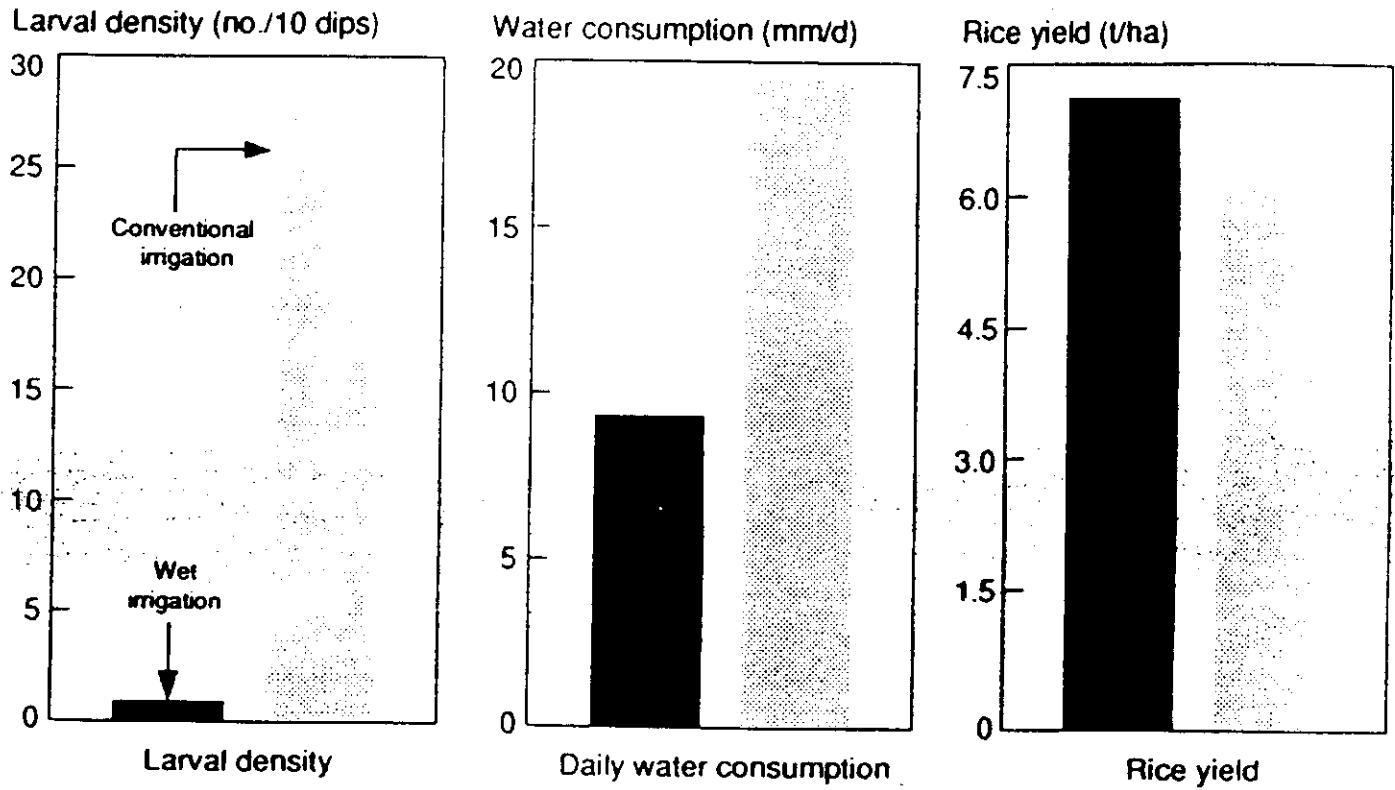 Larval density (no./10 dips)
30
25
20
15
10
5
0
Conventional
irrigation
Wet
irrigation
Larval density
Water consumption (mm/d)
20
15
10
5
0
Daily water consumption
Rice yield (t/ha)
7.5
6.0
4.5
3.0
1.5
0
Rice yield